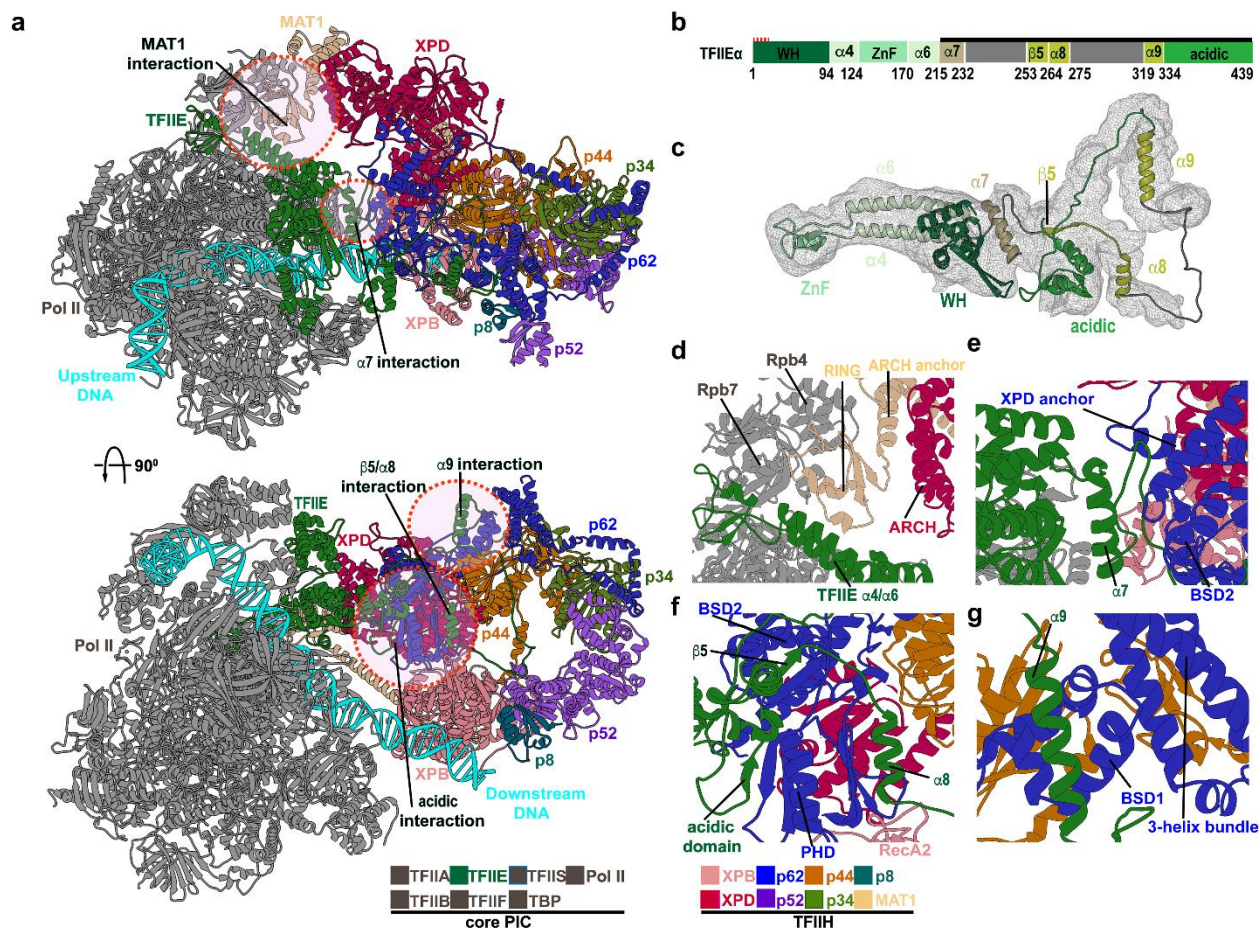 a
MAT1
MAT1
interaction
XPD
TFIIE
p44
p34
p62
Pol II
XPB
p8
p52
α7 interaction
Upstream
DNA
90⁰
β5/α8
interaction
α9 interaction
TFIIE
XPD
p62
p34
p44
Pol II
p52
p8
XPB
Downstream
DNA
acidic
interaction
TFIIA TFIIE TFIIS Pol II
TFIIB TFIIF TBP
core PIC
b
TFIIEα WH α4 ZnF α6 α7 β5 α8 α9 acidic
1 94 124 170 215 232 253 264 275 319 334 439
c
α6
α7
β5
α9
α4
α8
ZnF
WH
acidic
d
Rpb4
RING
ARCH anchor
Rpb7
ARCH
TFIIE α4/α6
e
XPD anchor
α7
BSD2
f
BSD2
β5
α8
acidic
domain
PHD
RecA2
g
α9
BSD1
3-helix bundle
XPB p62 p44 p8
XPD p52 p34 MAT1
TFIIH